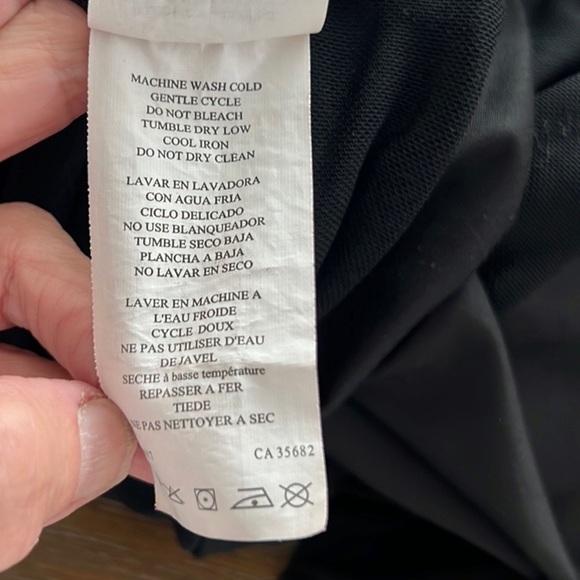 MACHINE WASH COLD
GENTLE CYCLE
DO NOT BLEACH
TUMBLE DRY LOW
COOL IRON
DO NOT DRY CLEAN
LAVAR EN LAVADORA
CON AGUA FRIA
CICLO DELICADO
NO USE BLANQUEADOR
TUMBLE SECO BAJA
PLANCHA A BAJA
NO LAVAR EN SECO
LAVER EN MACHINE A
L'EAU FROIDE
CYCLE DOUX
NE PAS UTILISER D'EAU
DE JAVEL
SECHE à basse température
REPASSER A FER
TIEDE
PAS NETTOYER A SEC
CA 35682